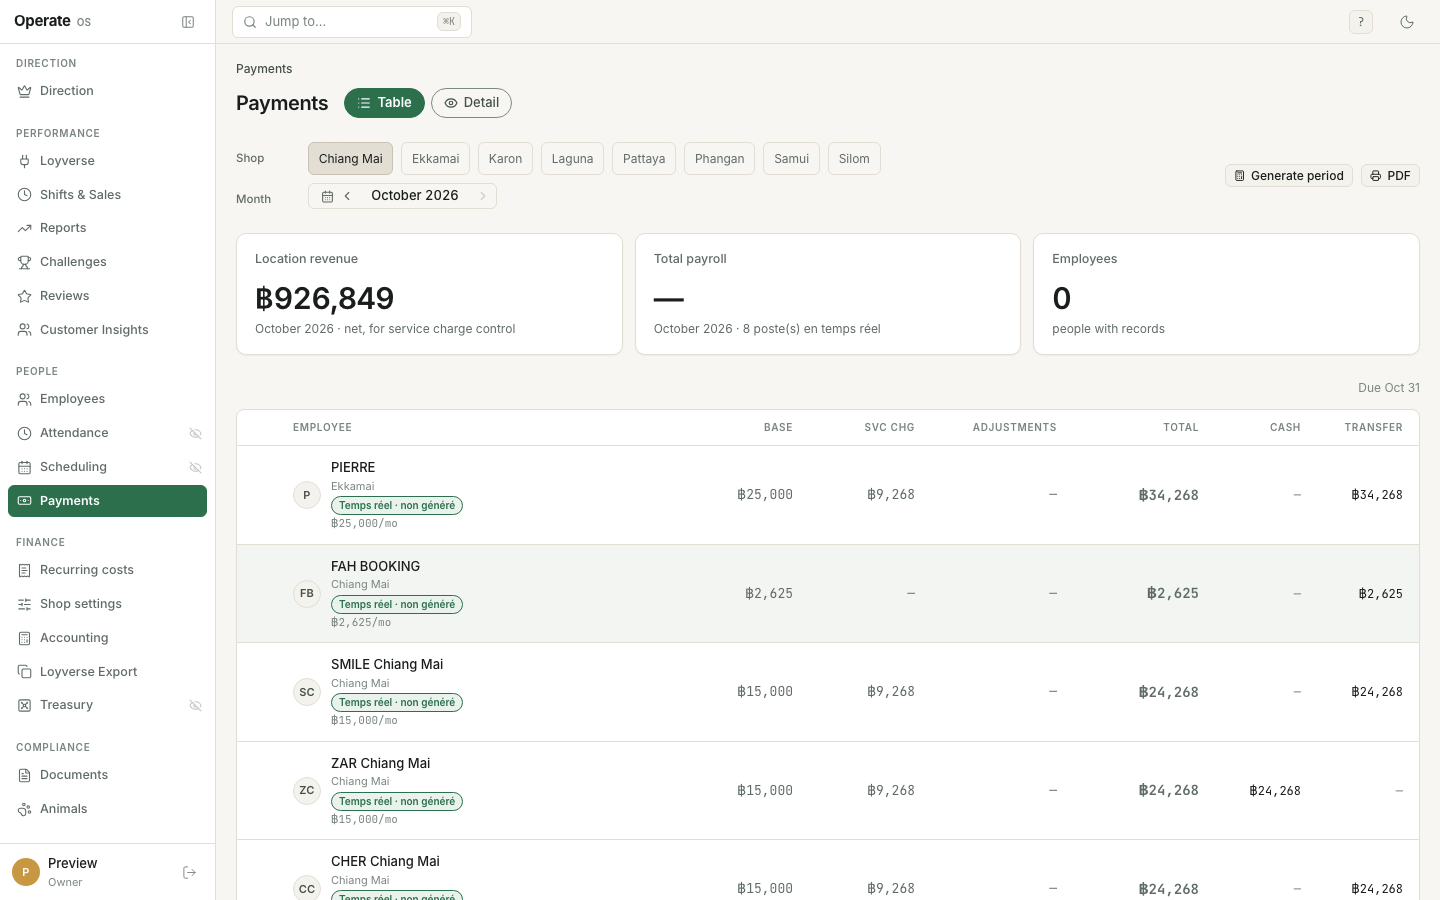 Operate OS
Jump to...
⌘K
?
DIRECTION
Direction
PERFORMANCE
Loyverse
Shifts & Sales
Reports
Challenges
Reviews
Customer Insights
PEOPLE
Employees
Attendance
Scheduling
Payments
FINANCE
Recurring costs
Shop settings
Accounting
Loyverse Export
Treasury
COMPLIANCE
Documents
Animals
P
Preview
Owner
Payments
Payments
Table
Detail
Shop
Chiang Mai
Ekkamai
Karon
Laguna
Pattaya
Phangan
Samui
Silom
Month
October 2026
Generate period
PDF
Location revenue
฿926,849
October 2026 · net, for service charge control
Total payroll
—
October 2026 · 8 poste(s) en temps réel
Employees
0
people with records
Due Oct 31
EMPLOYEE BASE SVC CHG ADJUSTMENTS TOTAL CASH TRANSFER
P
PIERRE
Ekkamai
Temps réel · non généré
฿25,000/mo
฿25,000 ฿9,268 — ฿34,268 — ฿34,268
FB
FAH BOOKING
Chiang Mai
Temps réel · non généré
฿2,625/mo
฿2,625 — — ฿2,625 — ฿2,625
SC
SMILE Chiang Mai
Chiang Mai
Temps réel · non généré
฿15,000/mo
฿15,000 ฿9,268 — ฿24,268 — ฿24,268
ZC
ZAR Chiang Mai
Chiang Mai
Temps réel · non généré
฿15,000/mo
฿15,000 ฿9,268 — ฿24,268 ฿24,268 —
CC
CHER Chiang Mai
Chiang Mai
Temps réel · non généré
฿15,000 ฿9,268 — ฿24,268 — ฿24,268